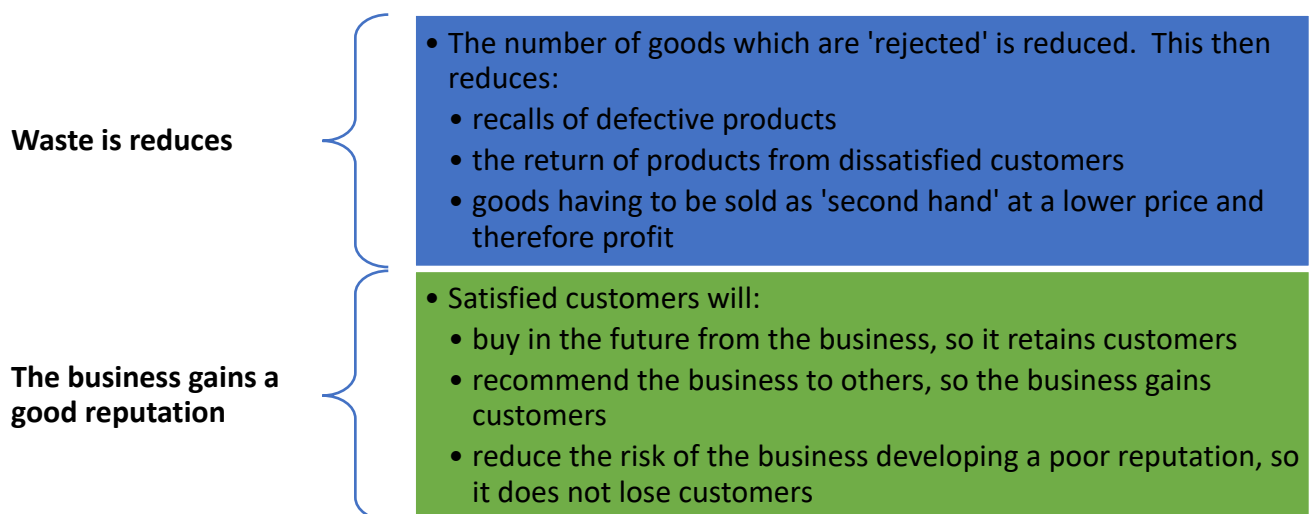 Waste is reduces
• The number of goods which are 'rejected' is reduced.  This then
reduces:
• recalls of defective products
• the return of products from dissatisfied customers
• goods having to be sold as 'second hand' at a lower price and
therefore profit
The business gains a
good reputation
• Satisfied customers will:
• buy in the future from the business, so it retains customers
• recommend the business to others, so the business gains
customers
• reduce the risk of the business developing a poor reputation, so
it does not lose customers